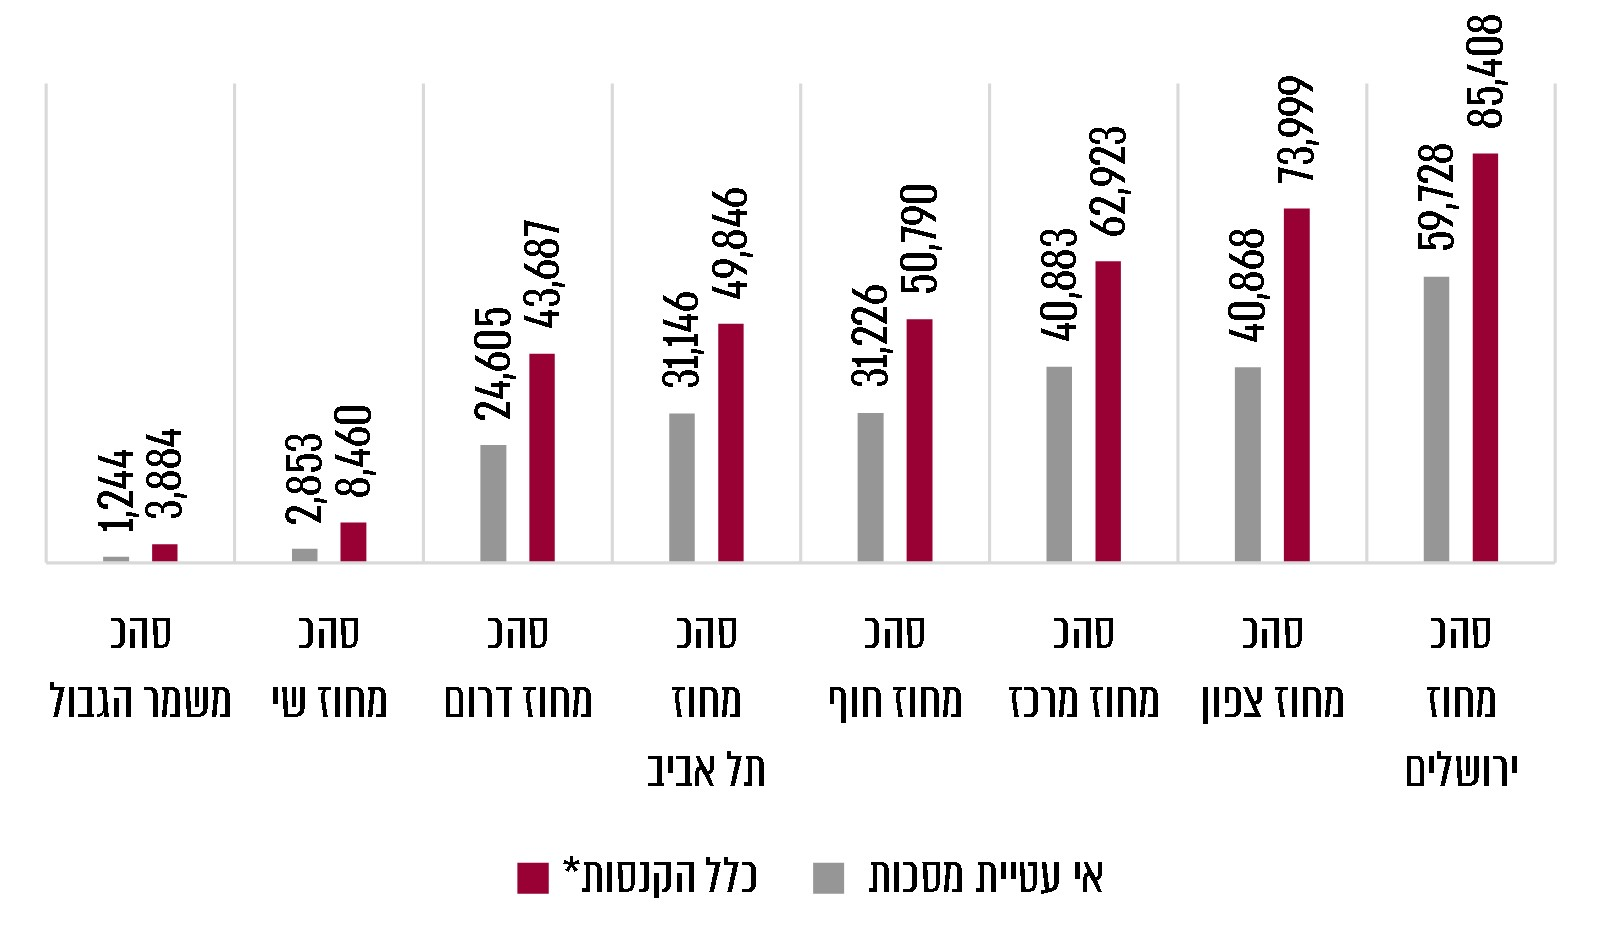 85,408
59,728
73,999
40,868
62,923
40,883
50,790
31,226
49,846
31,146
43,687
24,605
8,460
2,853
3,884
1,244
סהכ
מחוז
ירושלים
סהכ
מחוז צפון
סהכ
מחוז מרכז
סהכ
מחוז חוף
סהכ
מחוז
תל אביב
סהכ
מחוז דרום
סהכ
מחוז שי
סהכ
משמר הגבול
אי עטיית מסכות
כלל הקנסות*